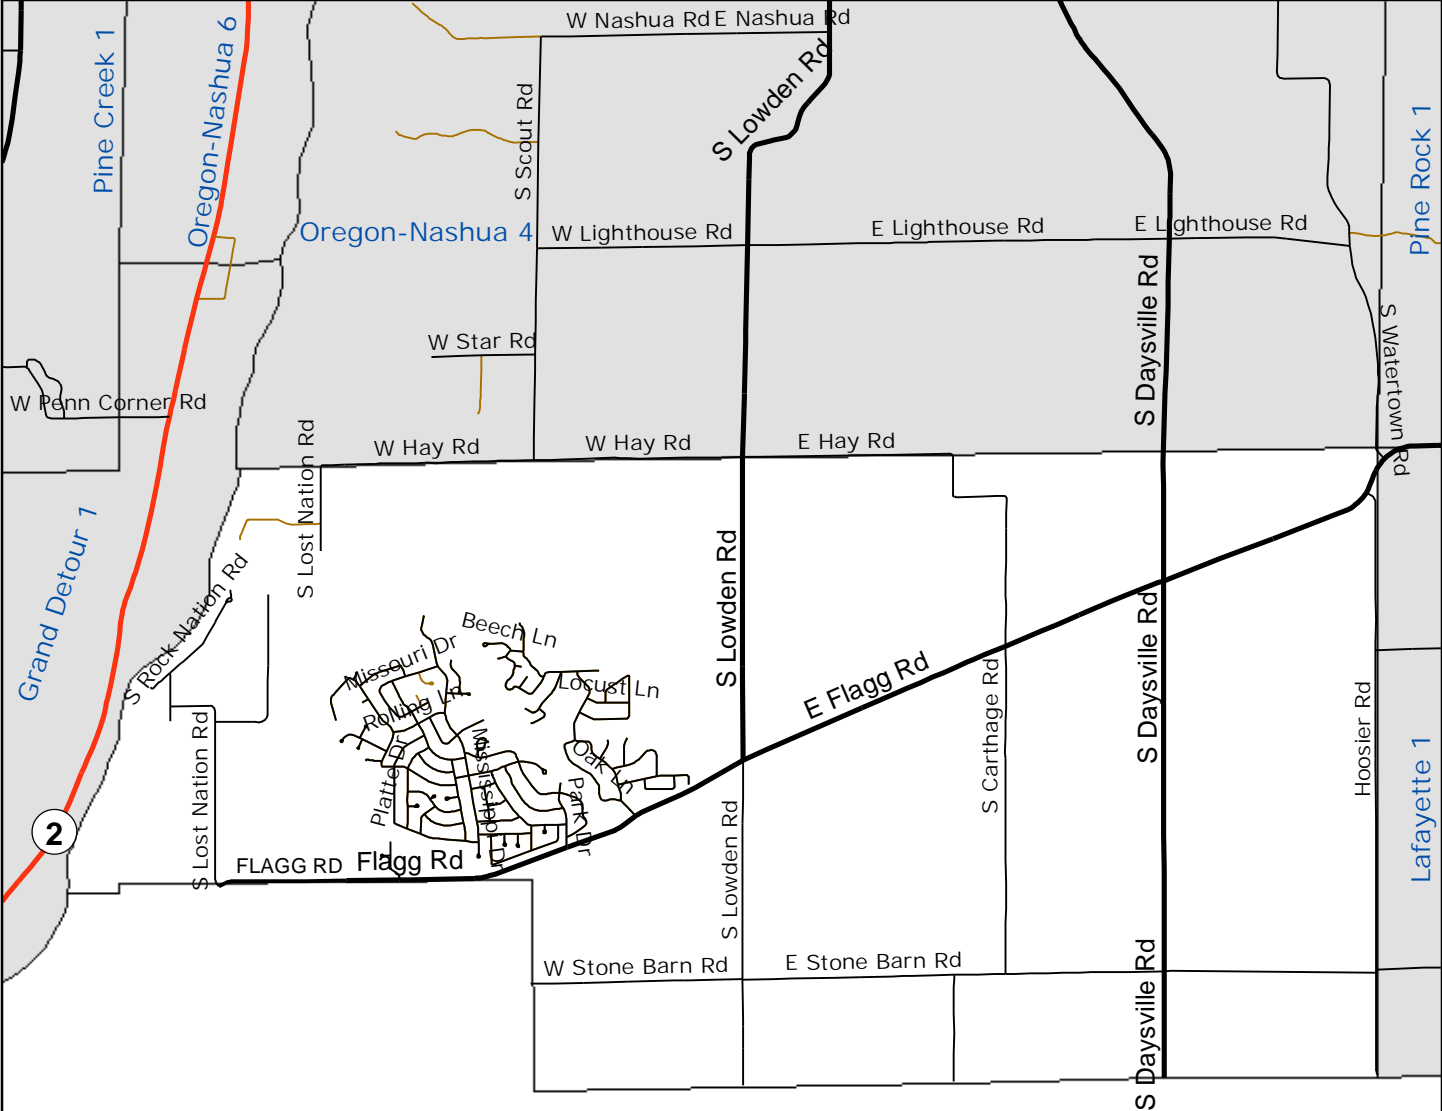 W Nashua Rd
E Nashua Rd
Pine Creek 1
Oregon-Nashua 6
S Scout Rd
S Lowden Rd
Pine Rock 1
Oregon-Nashua 4
W Lighthouse Rd
E Lighthouse Rd
E Lighthouse Rd
S Daysville Rd
S Watertown Rd
W Star Rd
W Penn Corner Rd
W Hay Rd
W Hay Rd
E Hay Rd
S Lost Nation Rd
Grand Detour 1
S Rock Nation Rd
S Lowden Rd
S Daysville Rd
Beech Ln
Missouri Dr
Locust Ln
Rolling Ln
E Flagg Rd
S Carthage Rd
Hoosier Rd
Platte Dr
Mississippi Dr
Oak Ln
Park Dr
Lafayette 1
2
S Lost Nation Rd
FLAGG RD
Flagg Rd
S Lowden Rd
W Stone Barn Rd
E Stone Barn Rd
S Daysville Rd